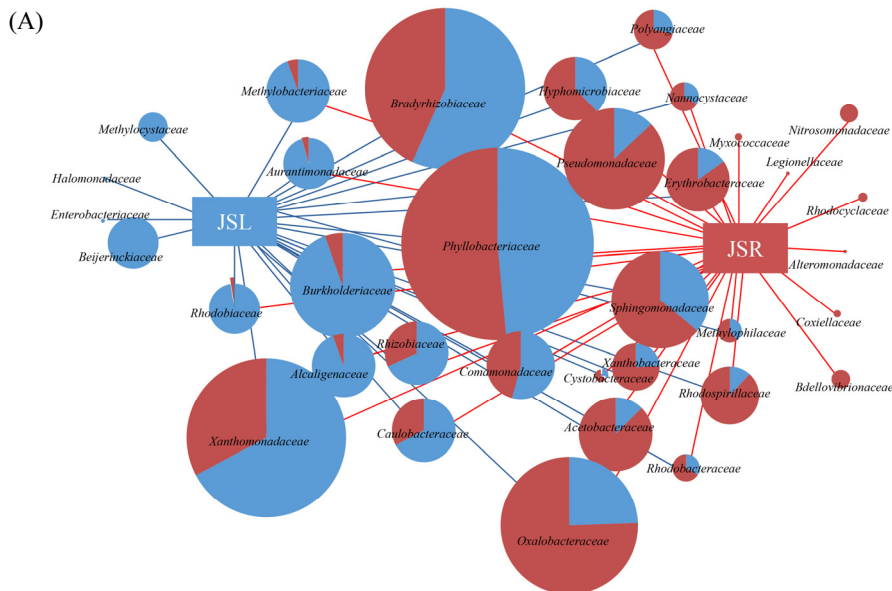 (A)
Polyangiaceae
Methylobacteriaceae
Bradyrhizobiaceae
Hyphomicrobiaceae
Nannocystaceae
Methylocystaceae
Nitrosomonadaceae
Myxococcaceae
Aurantimonadaceae
Pseudomonadaceae
Legionellaceae
Erythrobacteraceae
Halomonadaceae
Rhodocyclaceae
Enterobacteriaceae
JSL
Phyllobacteriaceae
JSR
Beijerinckiaceae
Alteromonadaceae
Burkholderiaceae
Rhodobiaceae
Sphingomonadaceae
Coxiellaceae
Methylophilaceae
Rhizobiaceae
Alcaligenaceae
Comamonadaceae
Xanthobacteraceae
Cystobacteraceae
Bdellovibrionaceae
Rhodospirillaceae
Xanthomonadaceae
Caulobacteraceae
Acetobacteraceae
Rhodobacteraceae
Oxalobacteraceae